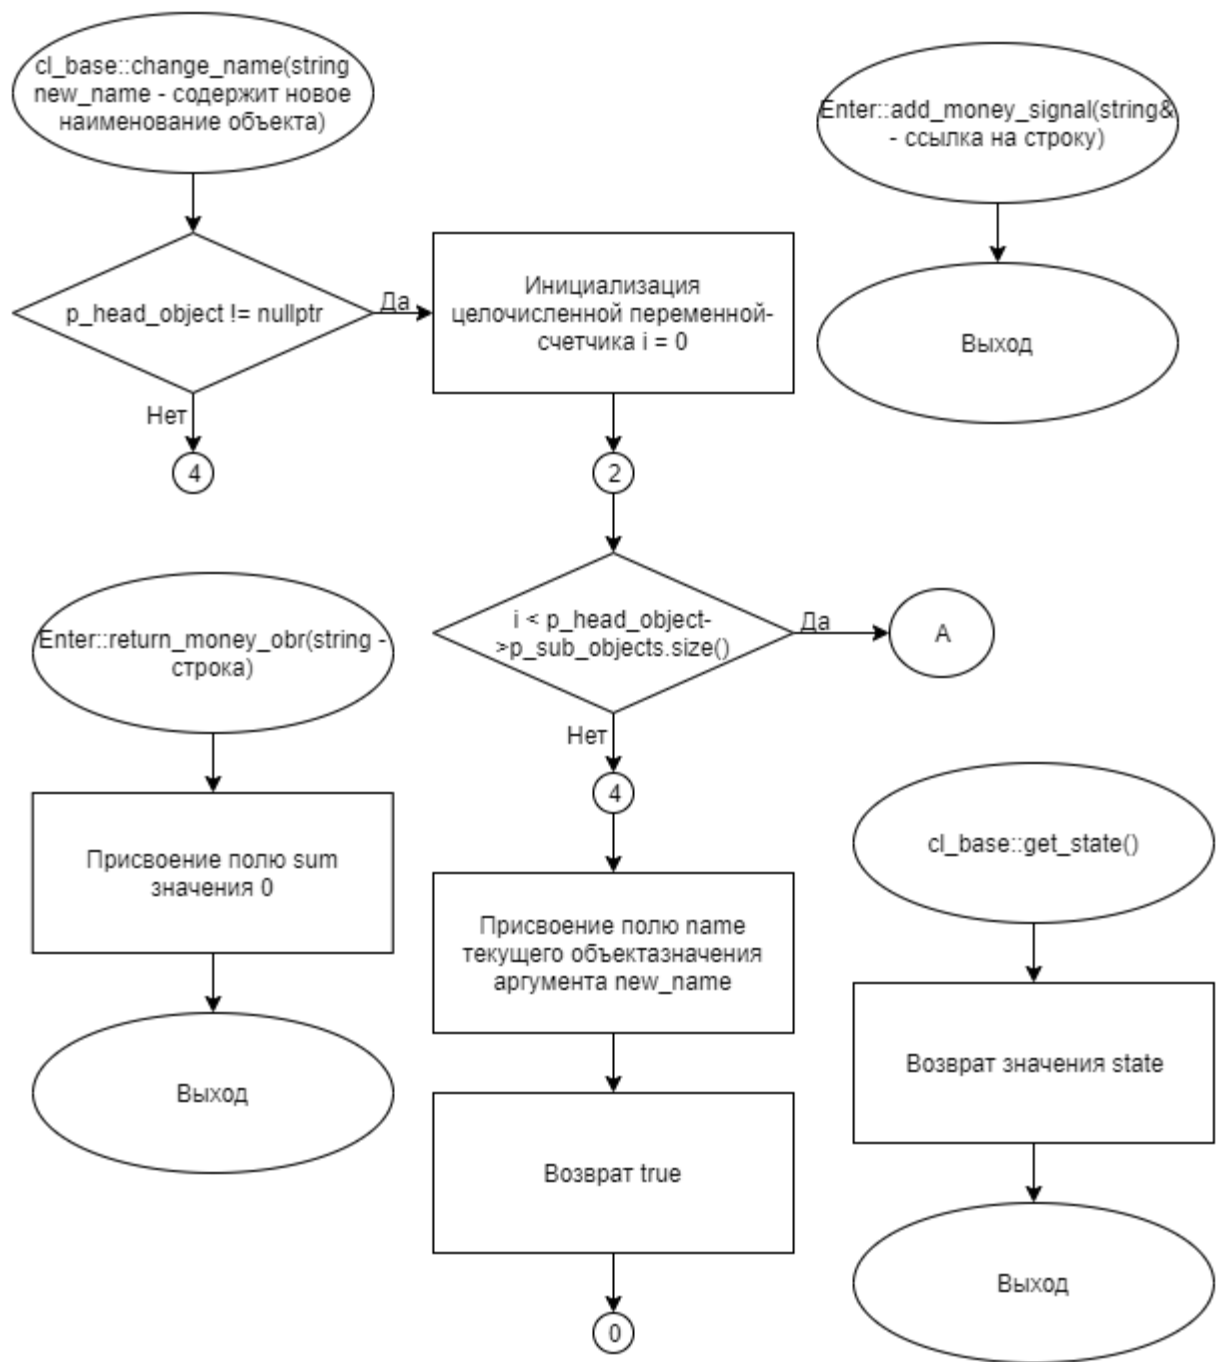 cl_base::change_name(string
new_name - содержит новое
наименование объекта)
p_head_object != nullptr
Да
Нет
4
Инициализация
целочисленной переменной-
счетчика i = 0
2
i < p_head_object-
>p_sub_objects.size()
Да
A
Нет
4
Присвоение полю name
текущего объектазначения
аргумента new_name
Возврат true
0
Enter::add_money_signal(string&
- ссылка на строку)
Выход
Enter::return_money_obr(string -
строка)
Присвоение полю sum
значения 0
Выход
cl_base::get_state()
Возврат значения state
Выход